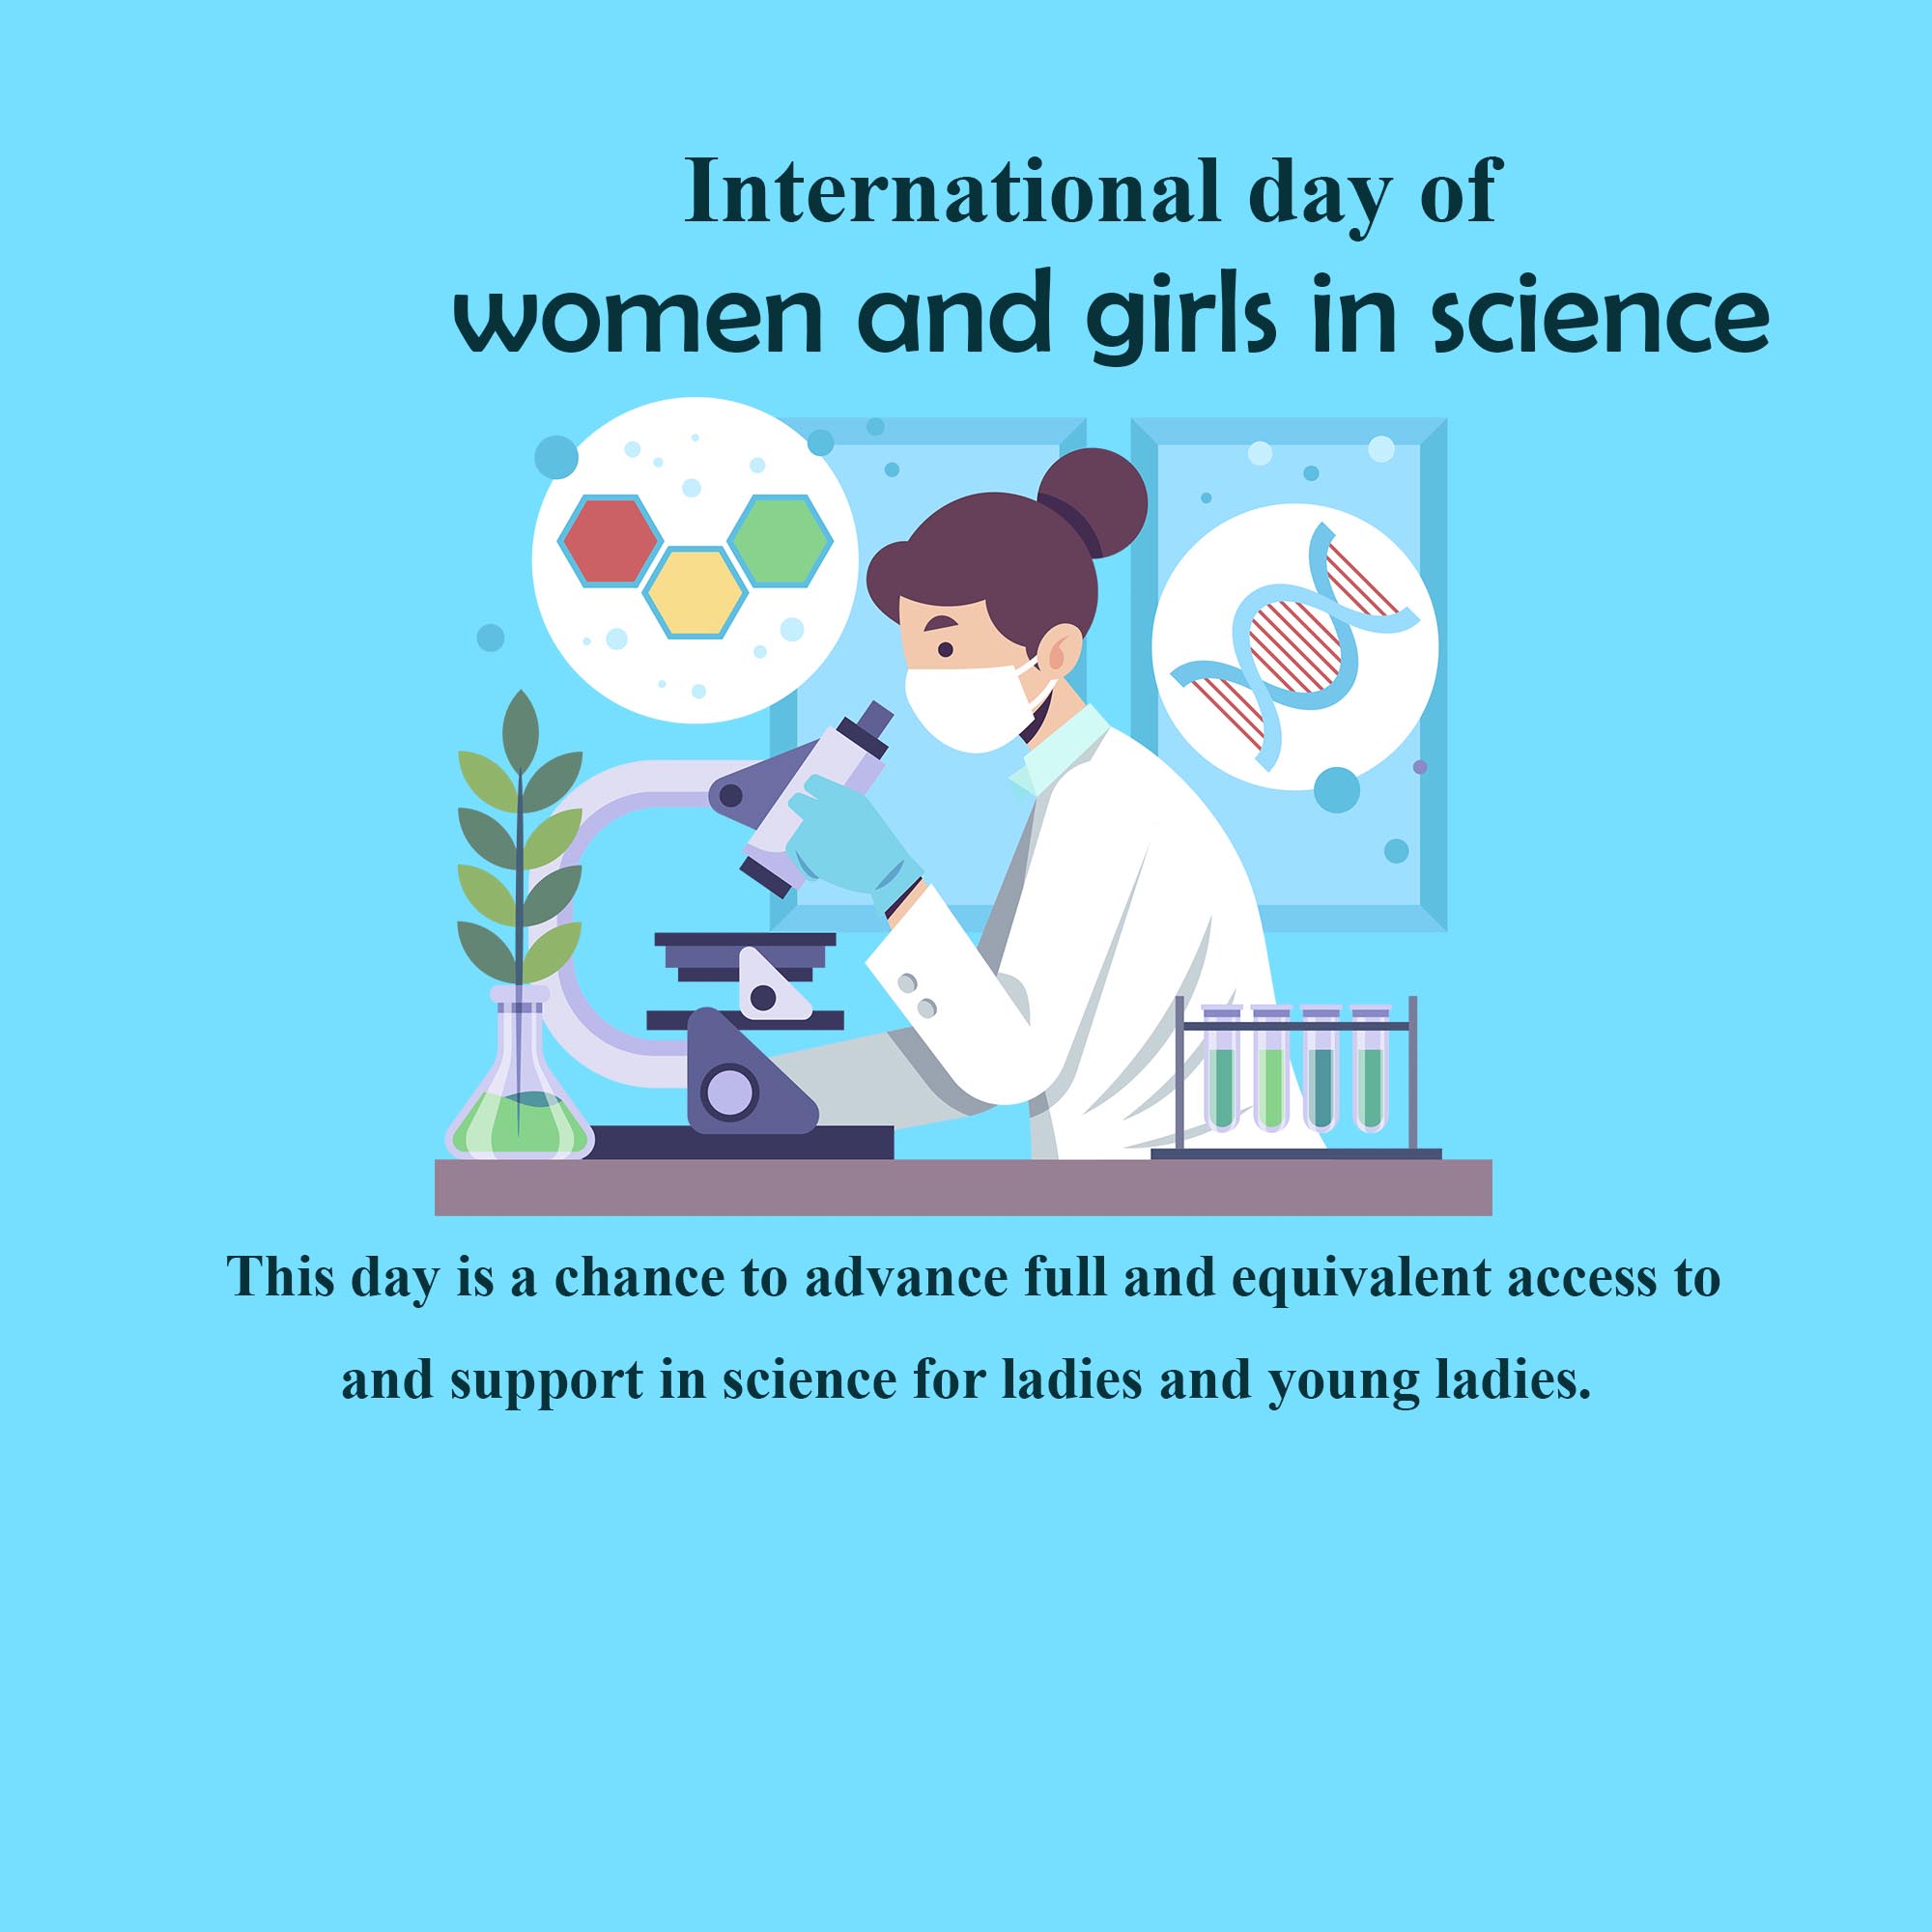 International day of
women and girls in science
This day is a chance to advance full and equivalent access to
and support in science for ladies and young ladies.